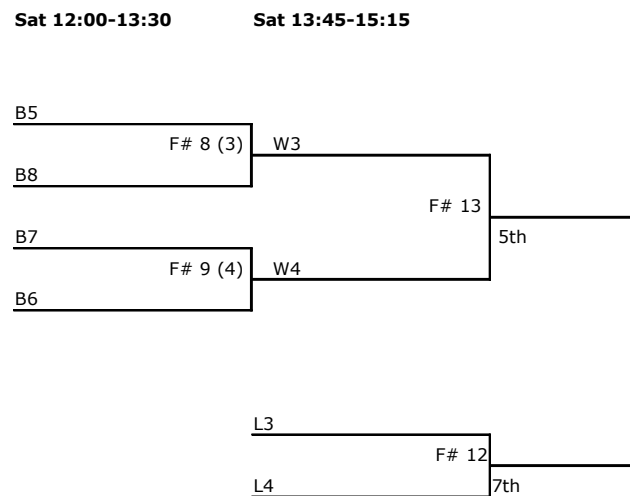 Sat 12:00-13:30 Sat 13:45-15:15
B5
F# 8 (3) W3
B8
F# 13
B7
5th
F# 9 (4) W4
B6
L3
F# 12
L4 7th